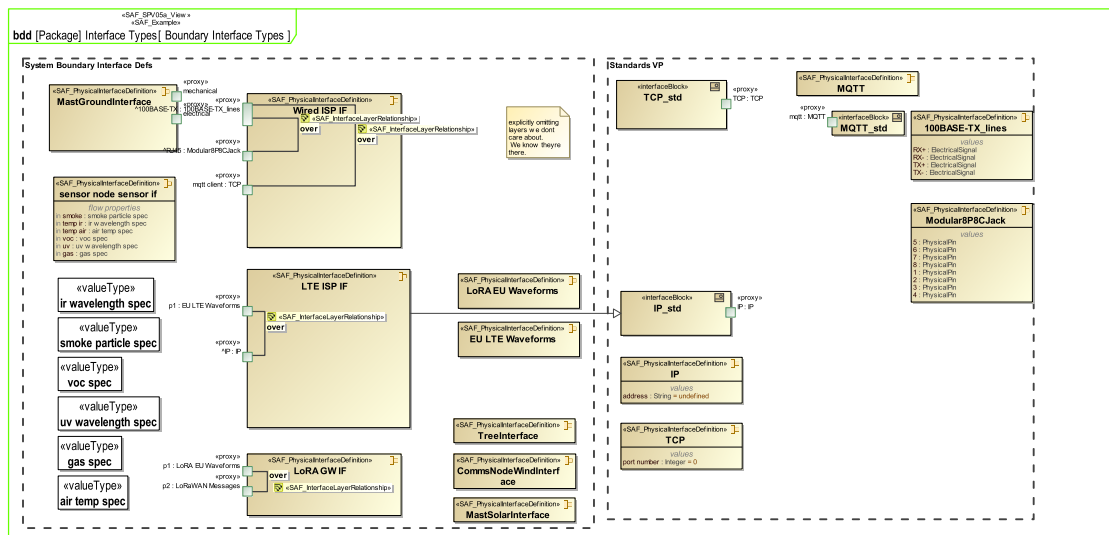 «SAF_SPV05a_View»
«SAF_Example»
bdd [Package] Interface Types[ Boundary Interface Types ]
System Boundary Interface Defs
«SAF_PhysicalInterfaceDefinition»
MastGroundInterface
«proxy»
mechanical
«proxy»
electrical
«SAF_PhysicalInterfaceDefinition»
sensor node sensor if
flow properties
in smoke : smoke particle spec
in temp ir : ir wavelength spec
in temp air : air temp spec
in voc : voc spec
in uv : uv wavelength spec
in gas : gas spec
«valueType»
ir wavelength spec
«valueType»
smoke particle spec
«valueType»
voc spec
«valueType»
uv wavelength spec
«valueType»
gas spec
«valueType»
air temp spec
«SAF_PhysicalInterfaceDefinition»
Wired ISP IF
«proxy»
^100BASE-TX : 100BASE-TX_lines
«proxy»
^RJ45 : Modular8P8CJack
«proxy»
mqtt client : TCP
«SAF_InterfaceLayerRelationship»
over
«SAF_InterfaceLayerRelationship»
over
explicitly omitting
layers we dont
care about.
We know theyre
there.
«SAF_PhysicalInterfaceDefinition»
LTE ISP IF
«proxy»
p1 : EU LTE Waveforms
«proxy»
^IP : IP
«SAF_InterfaceLayerRelationship»
over
«SAF_PhysicalInterfaceDefinition»
LoRA EU Waveforms
«SAF_PhysicalInterfaceDefinition»
EU LTE Waveforms
«SAF_PhysicalInterfaceDefinition»
LoRA GW IF
«proxy»
p1 : LoRA EU Waveforms
«proxy»
p2 : LoRaWAN Messages
over
«SAF_InterfaceLayerRelationship»
«SAF_PhysicalInterfaceDefinition»
TreeInterface
«SAF_PhysicalInterfaceDefinition»
CommsNodeWindInterf
ace
«SAF_PhysicalInterfaceDefinition»
MastSolarInterface
Standards VP
«interfaceBlock»
TCP_std
«proxy»
TCP : TCP
«SAF_PhysicalInterfaceDefinition»
MQTT
«proxy»
mqtt : MQTT
«interfaceBlock»
MQTT_std
«SAF_PhysicalInterfaceDefinition»
100BASE-TX_lines
values
RX+ : ElectricalSignal
RX- : ElectricalSignal
TX+ : ElectricalSignal
TX- : ElectricalSignal
«SAF_PhysicalInterfaceDefinition»
Modular8P8CJack
values
5 : PhysicalPin
6 : PhysicalPin
7 : PhysicalPin
8 : PhysicalPin
1 : PhysicalPin
2 : PhysicalPin
3 : PhysicalPin
4 : PhysicalPin
«interfaceBlock»
IP_std
«proxy»
IP : IP
«SAF_PhysicalInterfaceDefinition»
IP
values
address : String = undefined
«SAF_PhysicalInterfaceDefinition»
TCP
values
port number : Integer = 0